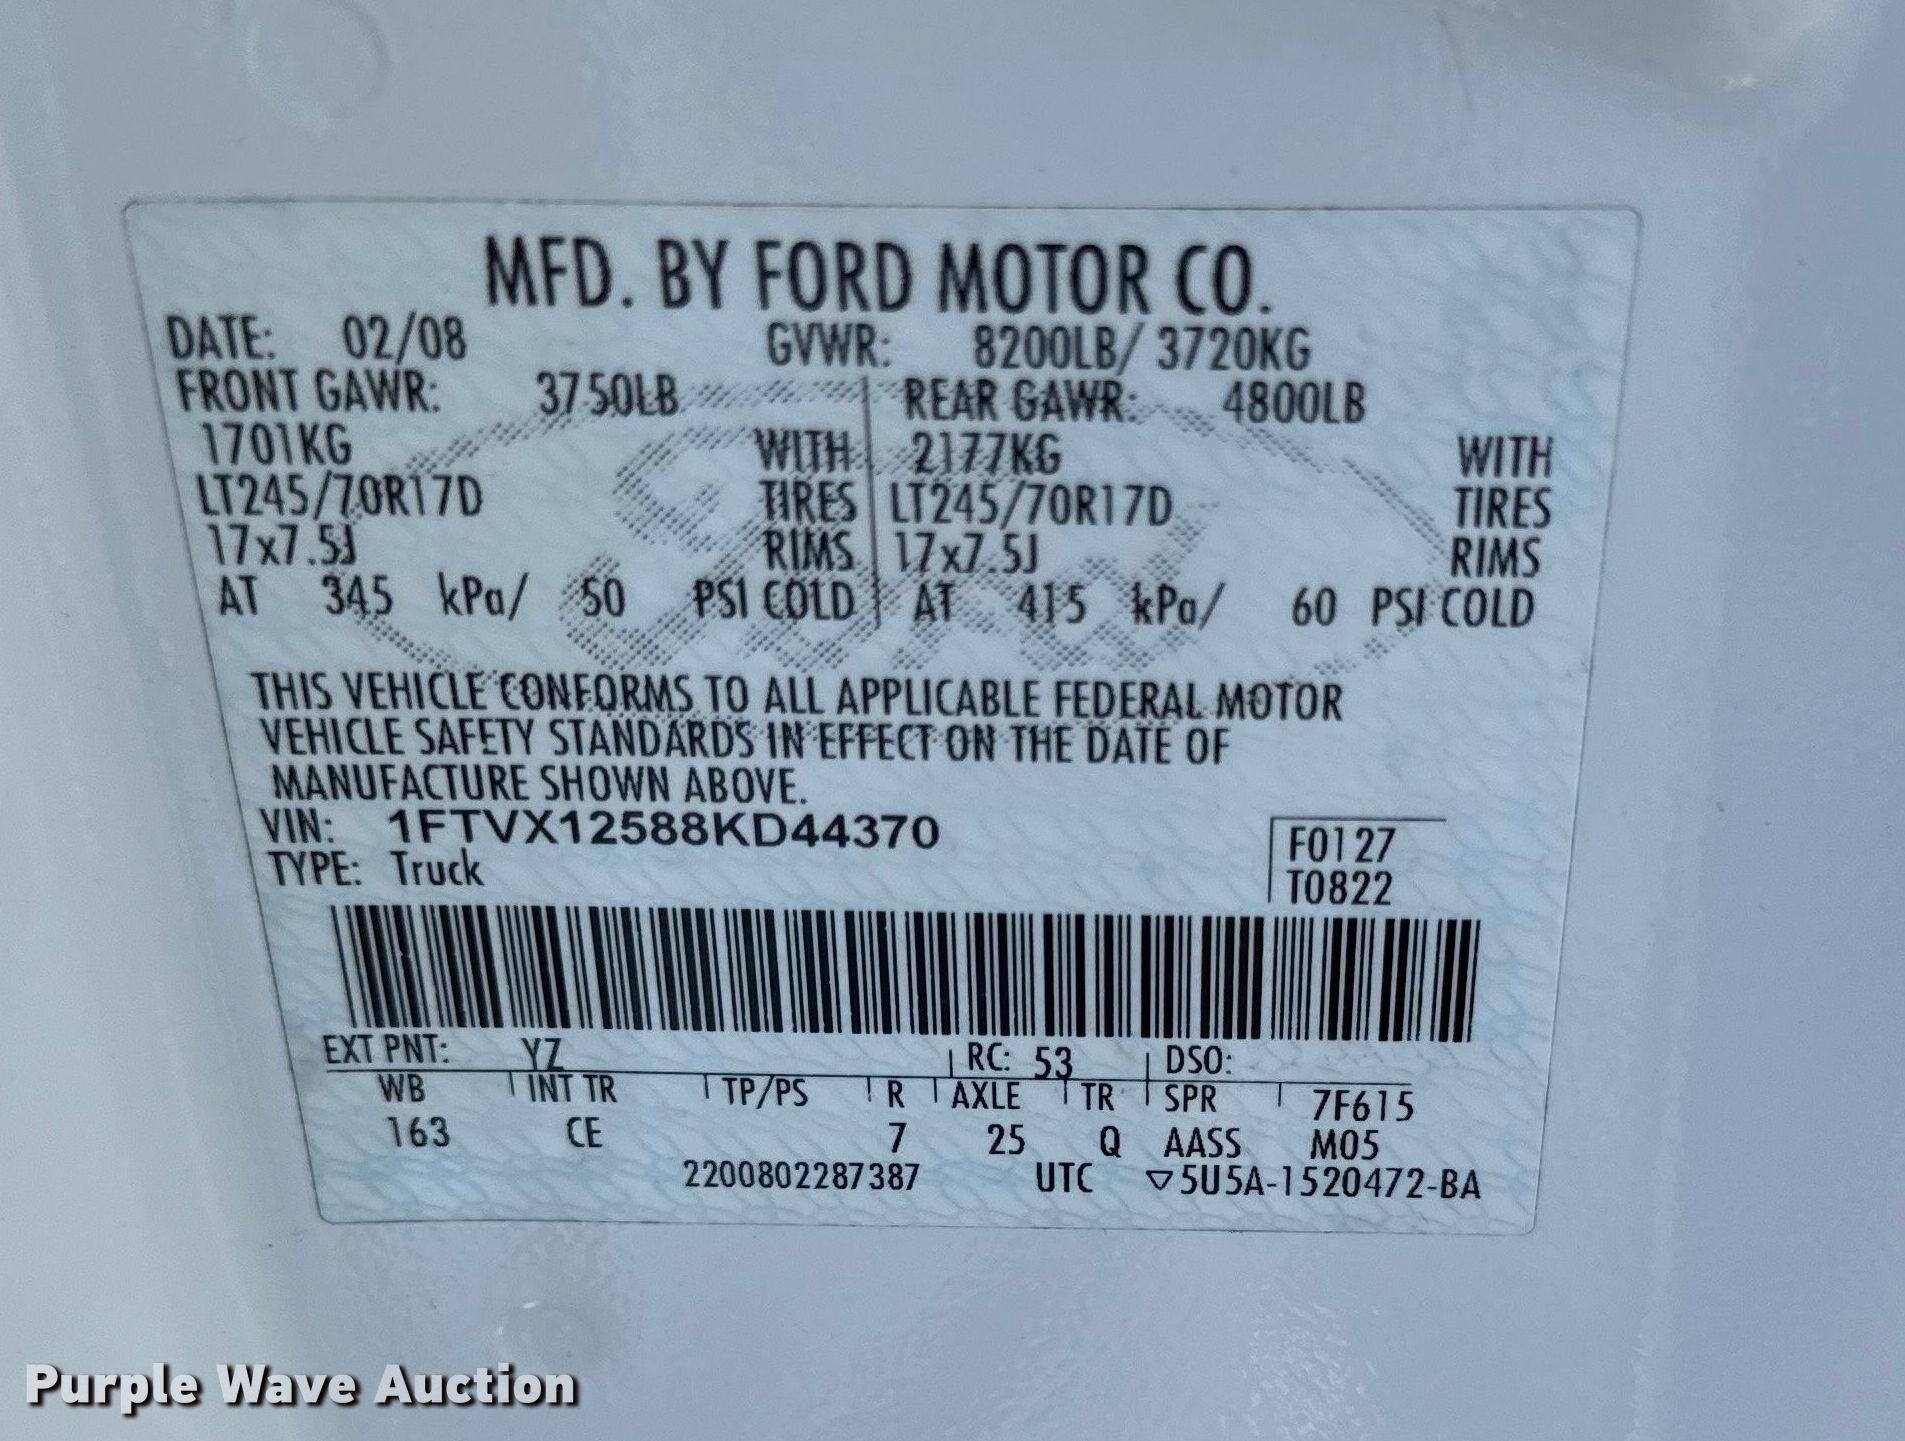 MFD. BY FORD MOTOR CO.
DATE: 02/08 GVWR: 8200LB/ 3720KG
FRONT GAWR: 3750LB REAR GAWR: 4800LB
1701KG WITH 2177KG WITH
LT245/70R17D TIRES LT245/70R17D TIRES
17x7.5J RIMS 17x7.5J RIMS
AT 345 kPa/ 50 PSI COLD AT 415 kPa/ 60 PSI COLD
THIS VEHICLE CONFORMS TO ALL APPLICABLE FEDERAL MOTOR
VEHICLE SAFETY STANDARDS IN EFFECT ON THE DATE OF
MANUFACTURE SHOWN ABOVE.
VIN: 1FTVX12588KD44370 F0127
TYPE: Truck T0822
EXT PNT: YZ RC: 53 DSO:
WB INT TR TP/PS R AXLE TR SPR 7F615
163 CE 7 25 Q AASS M05
2200802287387 UTC ▽5U5A-1520472-BA
Purple Wave Auction